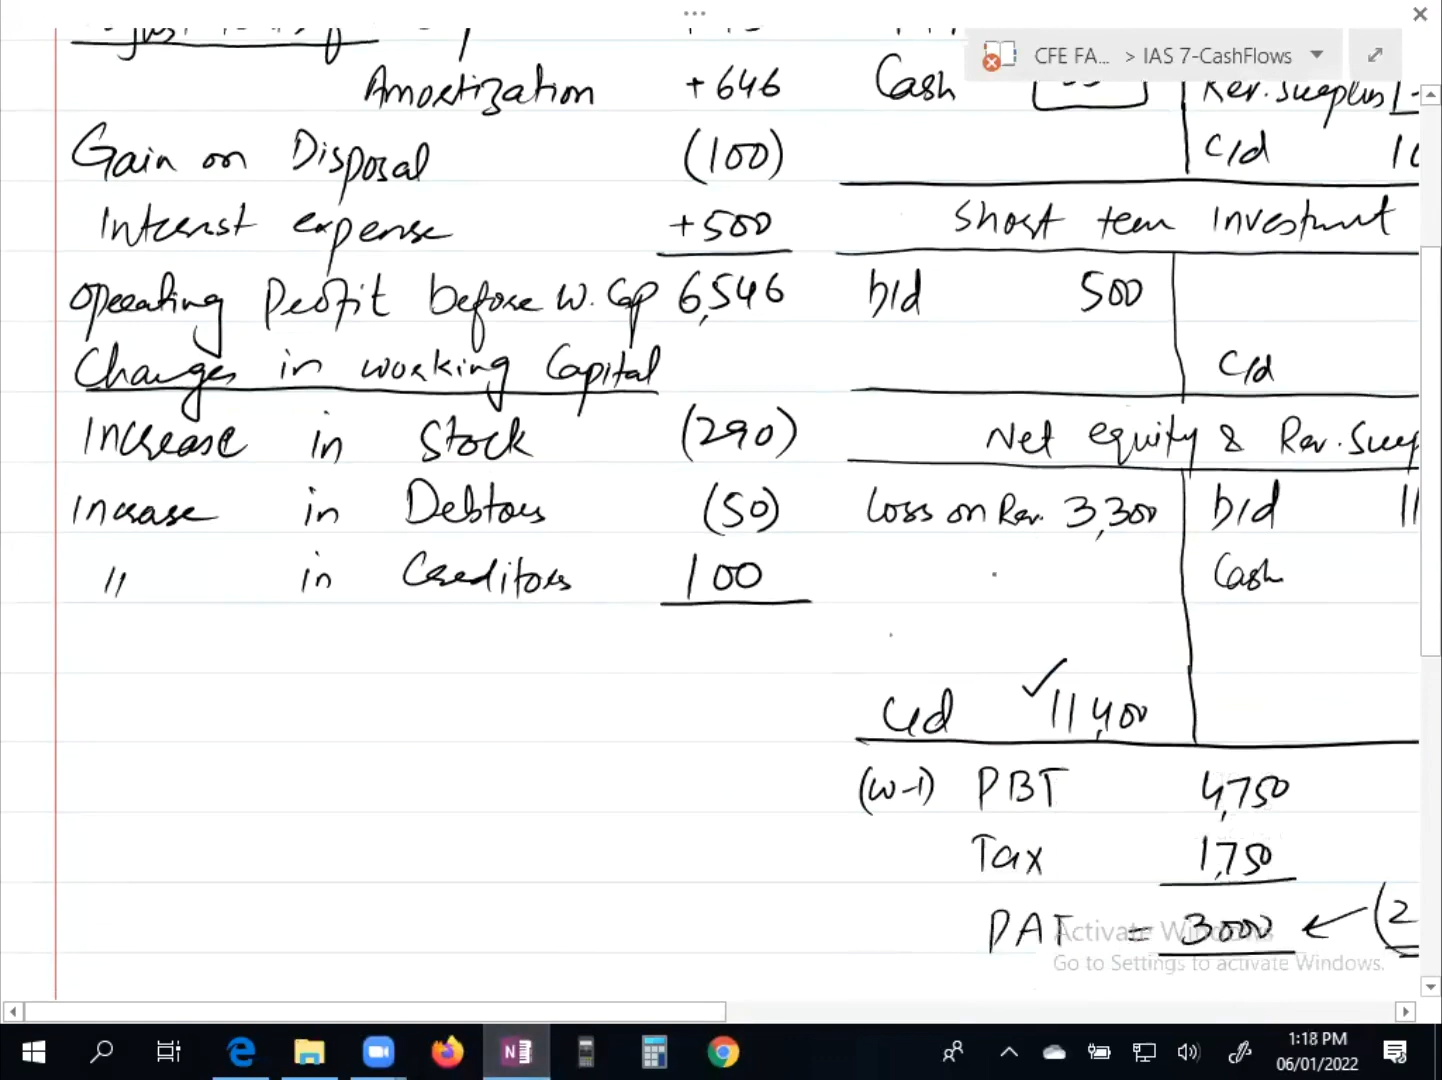 CFE FA... > IAS 7-CashFlows
Amortization +646
Gain on Disposal (100)
Interest expense +500
Operating Profit before W. Cap 6,546
Changes in working Capital
Increase in Stock (290)
Increase in Debtors (50)
" in Creditors 100
Cash Rev. Surplus
c/d
Short term Investment
b/d 500
c/d
Net equity & Rev. Surp
Loss on Rev. 3,300 b/d 11
Cash
c/d 11,400
(W-1) PBT 4,750
Tax 1,750
PAT = 3000 (2
Activate Windows
Go to Settings to activate Windows.
1:18 PM
06/01/2022